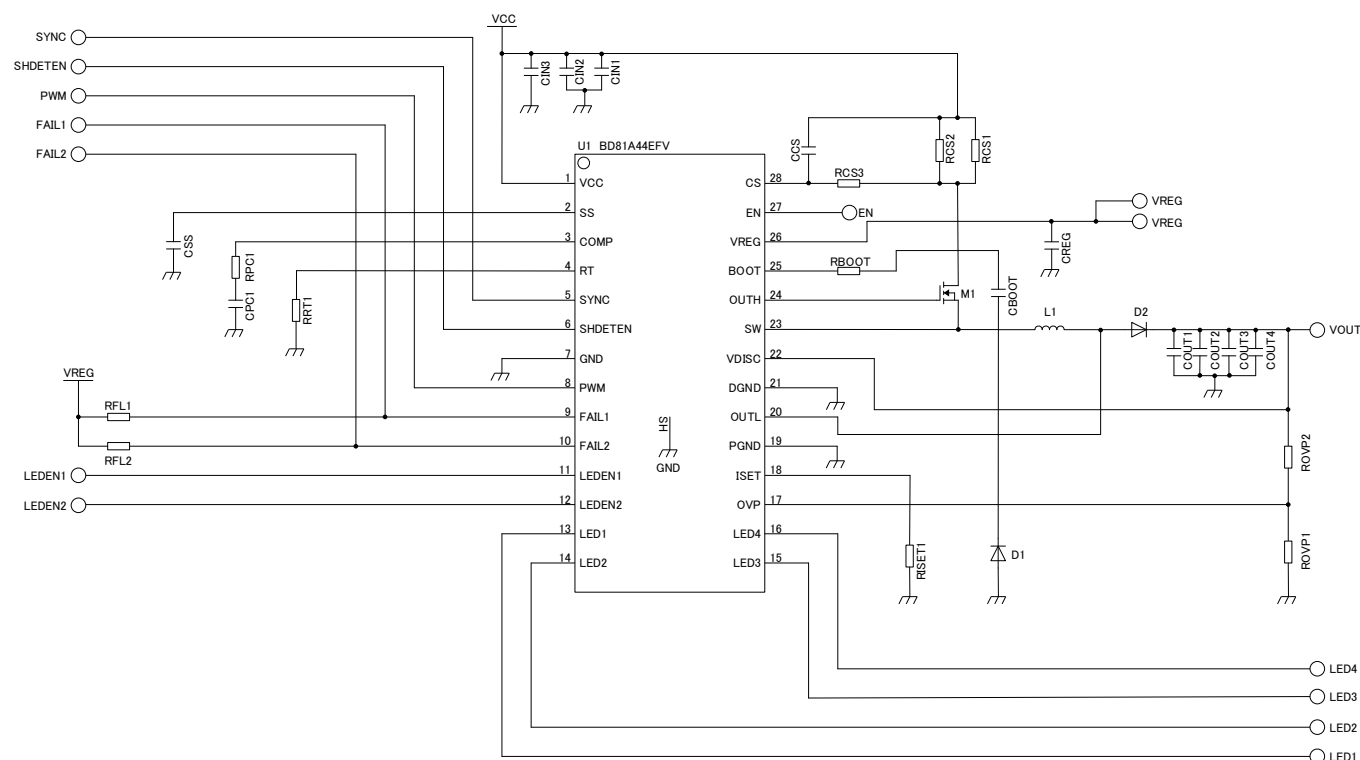 VCC
SYNC
SHDETEN
PWM
FAIL1
FAIL2
CIN3
CIN2
CIN1
U1 BD81A44EFV
CCS
RCS2
RCS1
RCS3
1 VCC
2 SS
3 COMP
4 RT
5 SYNC
6 SHDETEN
7 GND
8 PWM
9 FAIL1
10 FAIL2
11 LEDEN1
12 LEDEN2
13 LED1
14 LED2
CS 28
EN 27
VREG 26
BOOT 25
OUTH 24
SW 23
VDISC 22
DGND 21
OUTL 20
PGND 19
ISET 18
OVP 17
LED4 16
LED3 15
HS
GND
CSS
RPC1
CPC1
RRT1
VREG
RFL1
RFL2
LEDEN1
LEDEN2
EN
VREG
VREG
CREG
RBOOT
CBOOT
M1
L1
D2
COUT1
COUT2
COUT3
COUT4
VOUT
ROVP2
ROVP1
RISET1
D1
LED4
LED3
LED2
LED1